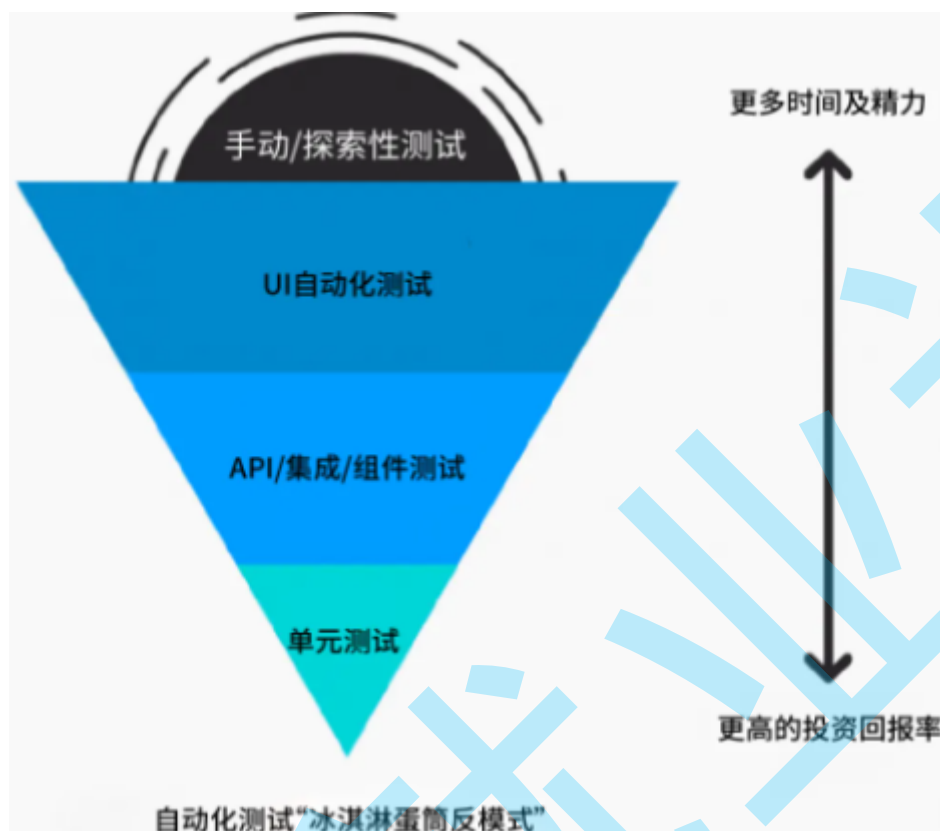 更多时间及精力
手动/探索性测试
UI自动化测试
API/集成/组件测试
单元测试
更高的投资回报率
自动化测试“冰淇淋蛋筒反模式”